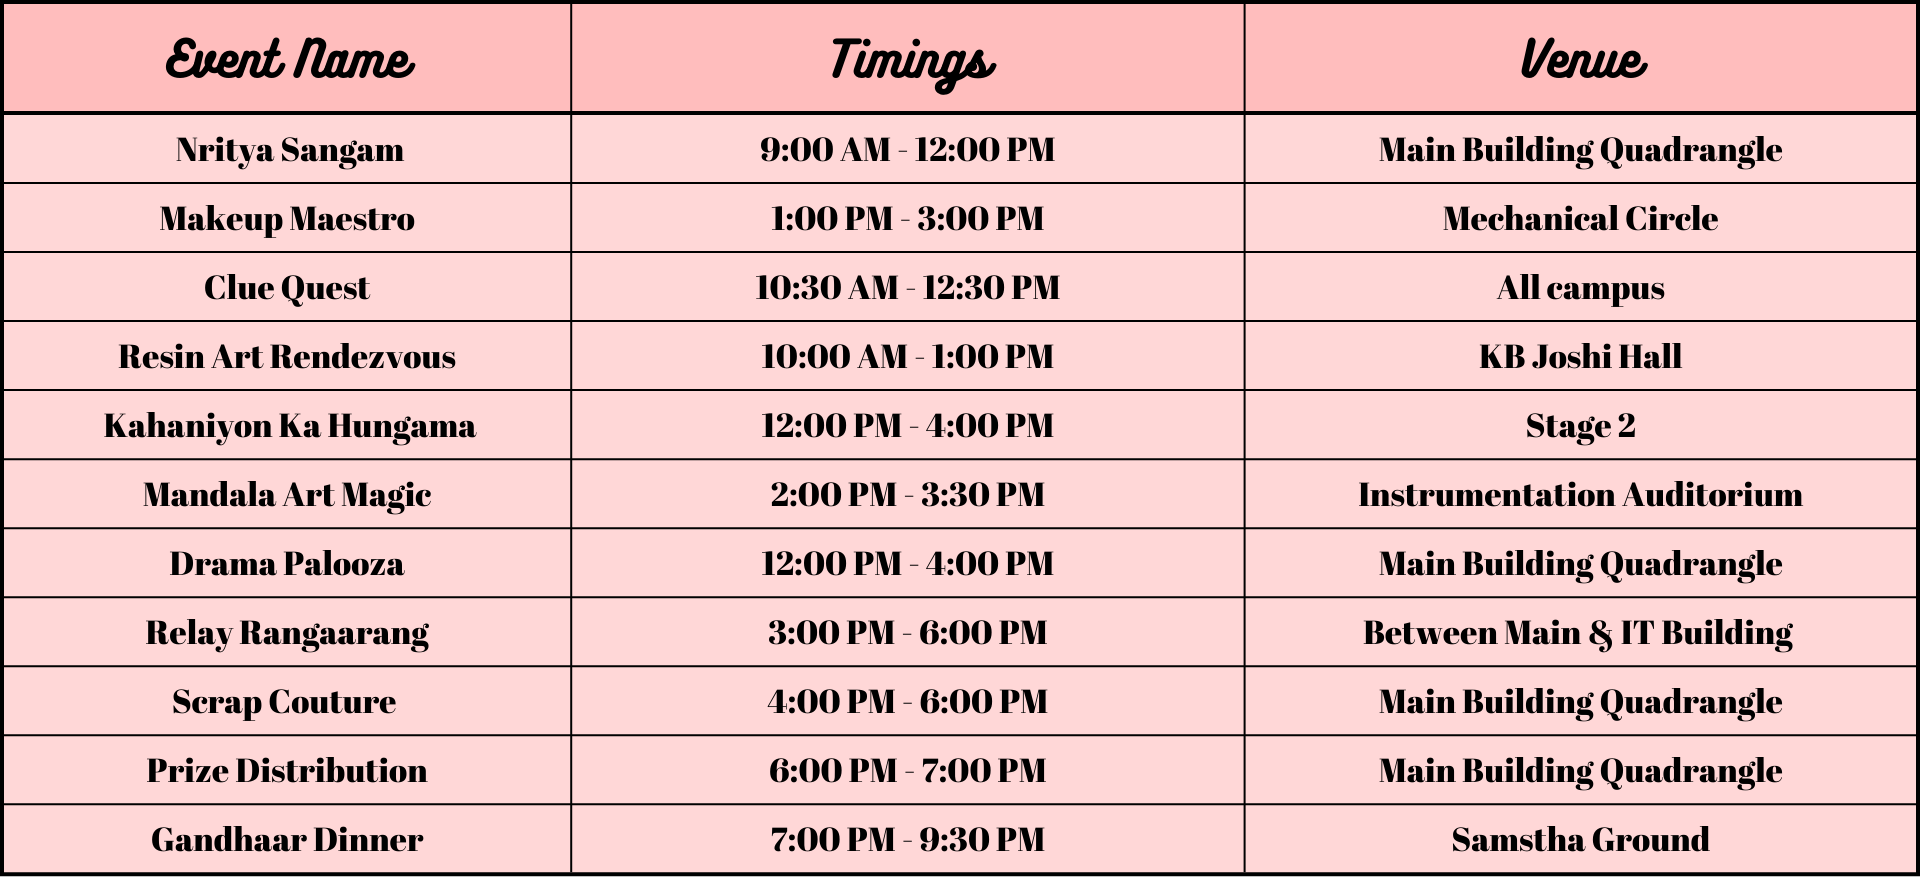 Event Name Timings Venue
Nritya Sangam 9:00 AM - 12:00 PM Main Building Quadrangle
Makeup Maestro 1:00 PM - 3:00 PM Mechanical Circle
Clue Quest 10:30 AM - 12:30 PM All campus
Resin Art Rendezvous 10:00 AM - 1:00 PM KB Joshi Hall
Kahaniyon Ka Hungama 12:00 PM - 4:00 PM Stage 2
Mandala Art Magic 2:00 PM - 3:30 PM Instrumentation Auditorium
Drama Palooza 12:00 PM - 4:00 PM Main Building Quadrangle
Relay Rangaarang 3:00 PM - 6:00 PM Between Main & IT Building
Scrap Couture 4:00 PM - 6:00 PM Main Building Quadrangle
Prize Distribution 6:00 PM - 7:00 PM Main Building Quadrangle
Gandhaar Dinner 7:00 PM - 9:30 PM Samstha Ground